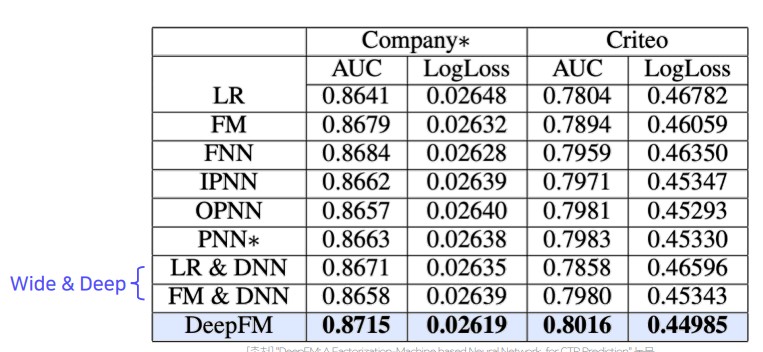 Company* Criteo
AUC LogLoss AUC LogLoss
LR 0.8641 0.02648 0.7804 0.46782
FM 0.8679 0.02632 0.7894 0.46059
FNN 0.8684 0.02628 0.7959 0.46350
IPNN 0.8662 0.02639 0.7971 0.45347
OPNN 0.8657 0.02640 0.7981 0.45293
PNN* 0.8663 0.02638 0.7983 0.45330
Wide & Deep
LR & DNN 0.8671 0.02635 0.7858 0.46596
FM & DNN 0.8658 0.02639 0.7980 0.45343
DeepFM 0.8715 0.02619 0.8016 0.44985
[출처] "DeepFM: A Factorization-Machine based Neural Network for CTR Prediction" 논문